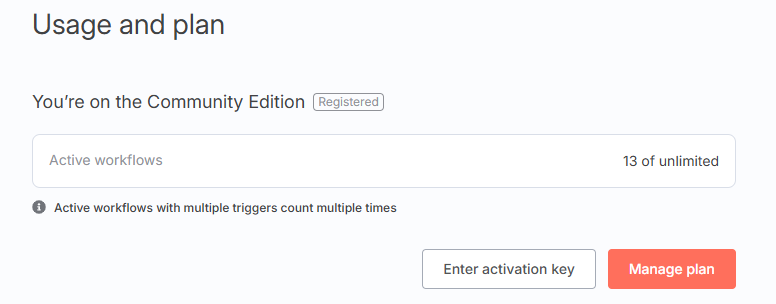 Usage and plan
You’re on the Community Edition Registered
Active workflows 13 of unlimited
Active workflows with multiple triggers count multiple times
Enter activation key Manage plan